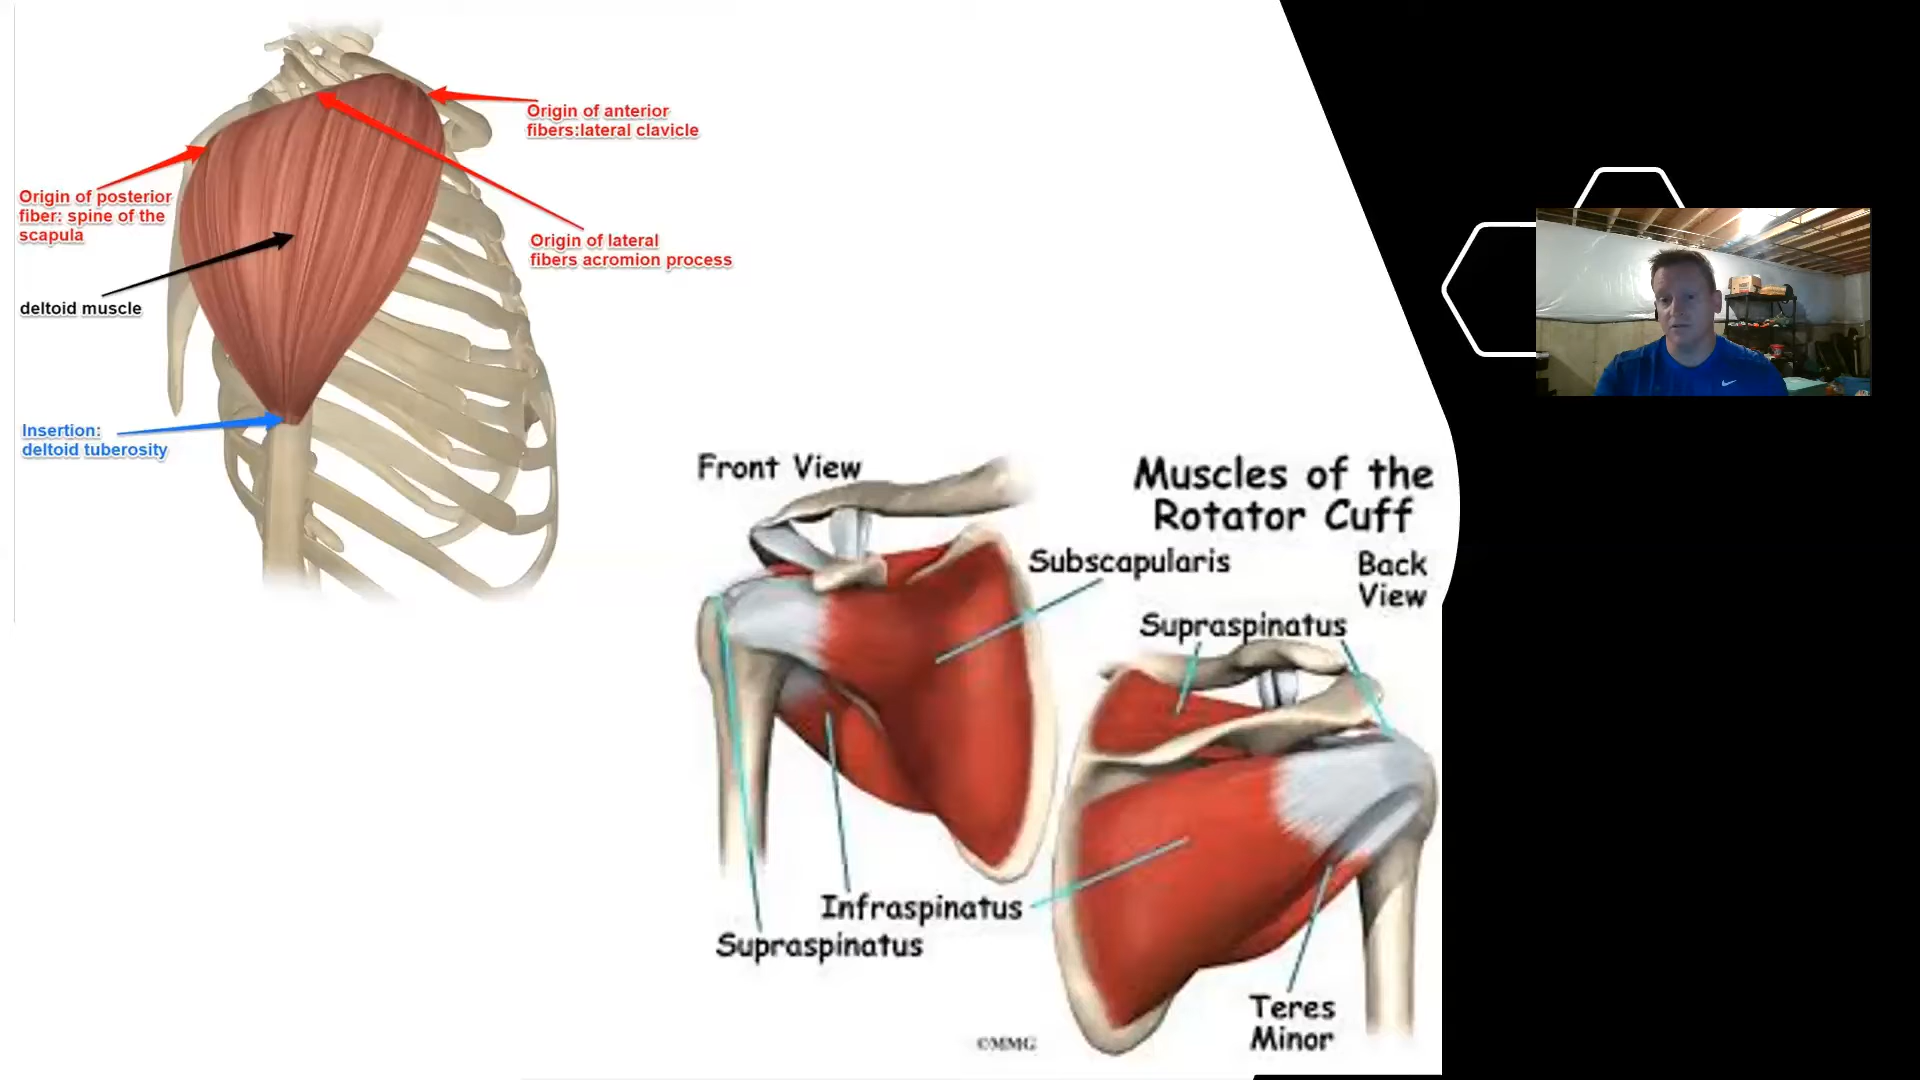 Origin of anterior
fibers:lateral clavicle
Origin of posterior
fiber: spine of the
scapula
Origin of lateral
fibers acromion process
deltoid muscle
Insertion:
deltoid tuberosity
Front View
Muscles of the
Rotator Cuff
Subscapularis
Back
View
Supraspinatus
Infraspinatus
Supraspinatus
Teres
Minor
©MMG